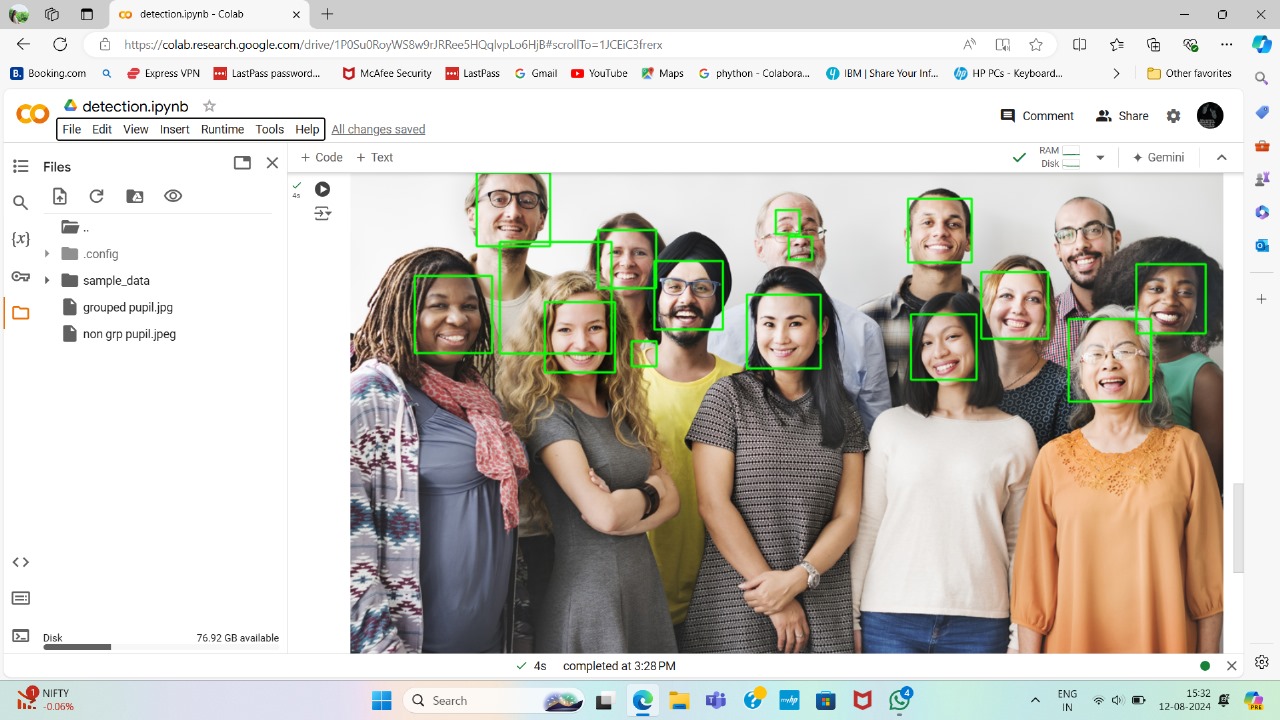 detection.ipynb - Colab
https://colab.research.google.com/drive/1P0Su0RoyWS8w9rJRRee5HQqlvpLo6HjB#scrollTo=1JCEiC3frerx
Booking.com
Express VPN
LastPass password...
McAfee Security
LastPass
Gmail
YouTube
Maps
phython - Colabora...
IBM | Share Your Inf...
HP PCs - Keyboard...
Other favorites
detection.ipynb
Comment
Share
File Edit View Insert Runtime Tools Help All changes saved
Files
+ Code + Text
RAM
Disk
Gemini
4s
..
.config
sample_data
grouped pupil.jpg
non grp pupil.jpeg
{x}
Disk
76.92 GB available
4s completed at 3:28 PM
1
NIFTY
Search
myhp
4
ENG
IN
15:32
12-08-2024
PRE